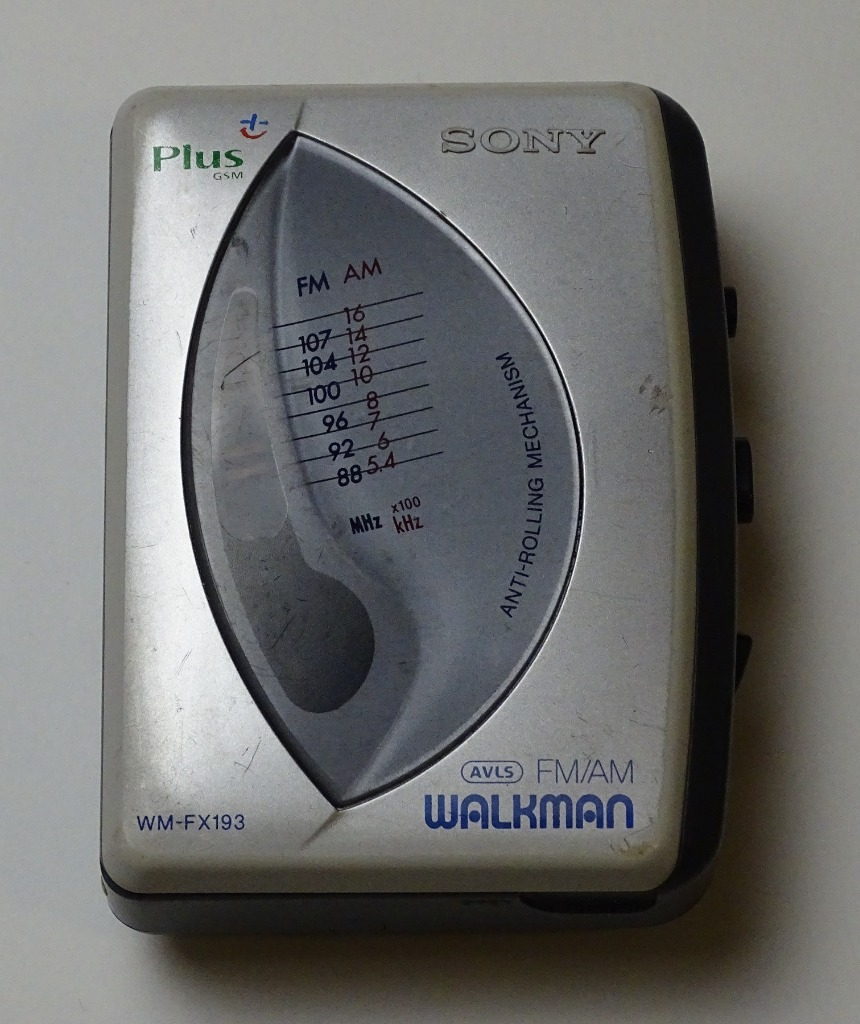 Plus
GSM
SONY
FM AM
16
107 14
104 12
100 10
8
96 7
92 6
88 5.4
MHz x100 kHz
ANTI-ROLLING MECHANISM
AVLS FM/AM
WALKMAN
WM-FX193